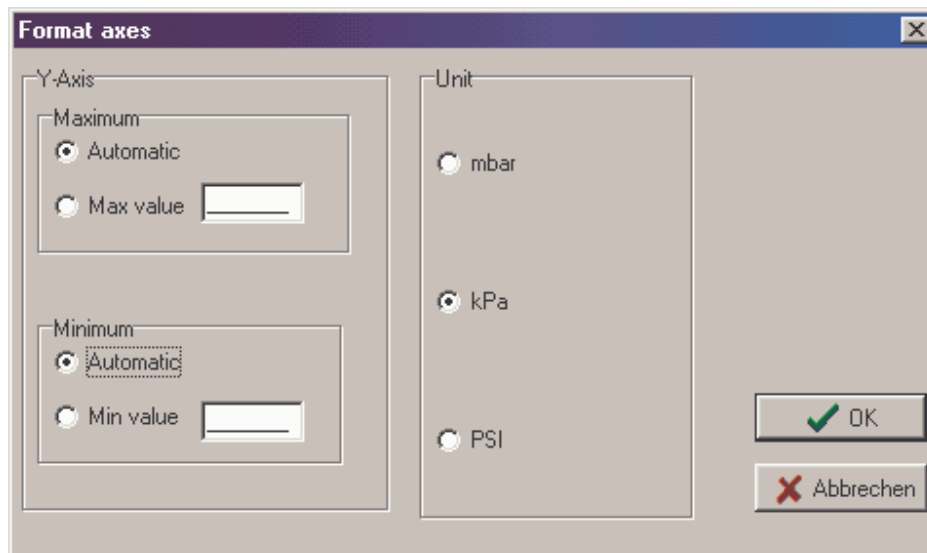 Format axes
Y-Axis
Maximum
Automatic
Max value
Minimum
Automatic
Min value
Unit
mbar
kPa
PSI
OK
Abbrechen